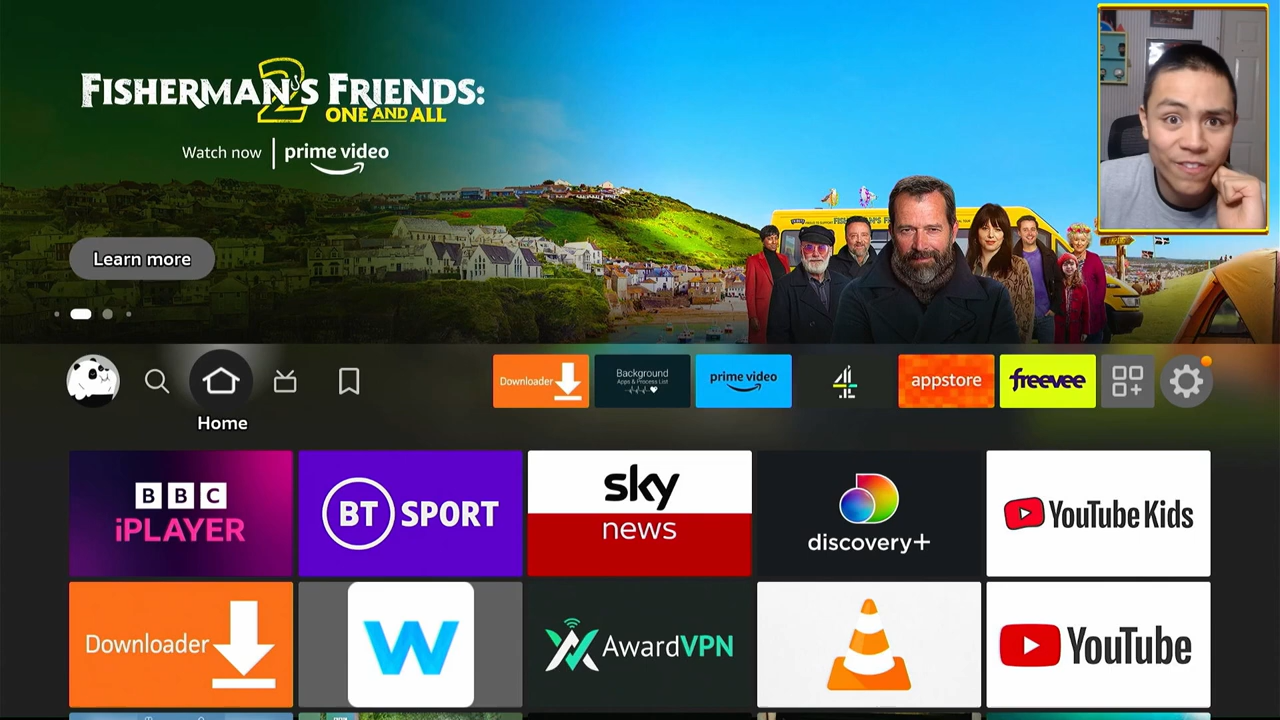 FISHERMAN'S FRIENDS:
2
ONE AND ALL
Watch now | prime video
Learn more
Home
Downloader
Background
Apps & Process List
prime video
4
appstore
freevee
BBC
iPLAYER
BT SPORT
sky
news
discovery+
YouTube Kids
Downloader
W
AwardVPN
YouTube